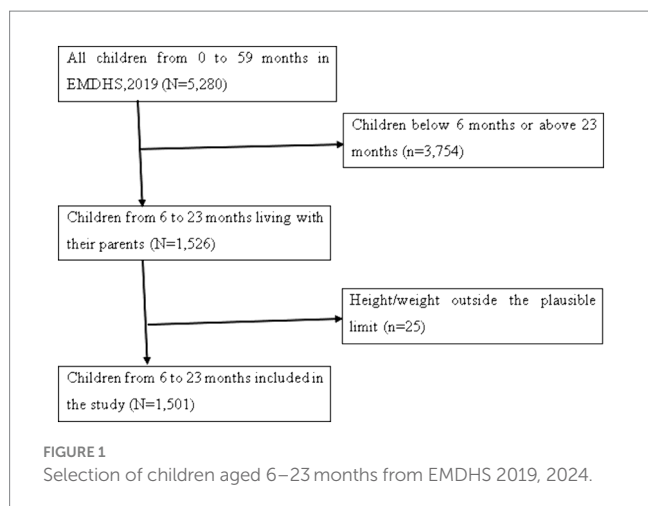 All children from 0 to 59 months in
EMDHS,2019 (N=5,280)
Children below 6 months or above 23
months (n=3,754)
Children from 6 to 23 months living with
their parents (N=1,526)
Height/weight outside the plausible
limit (n=25)
Children from 6 to 23 months included in
the study (N=1,501)
FIGURE 1
Selection of children aged 6–23 months from EMDHS 2019, 2024.